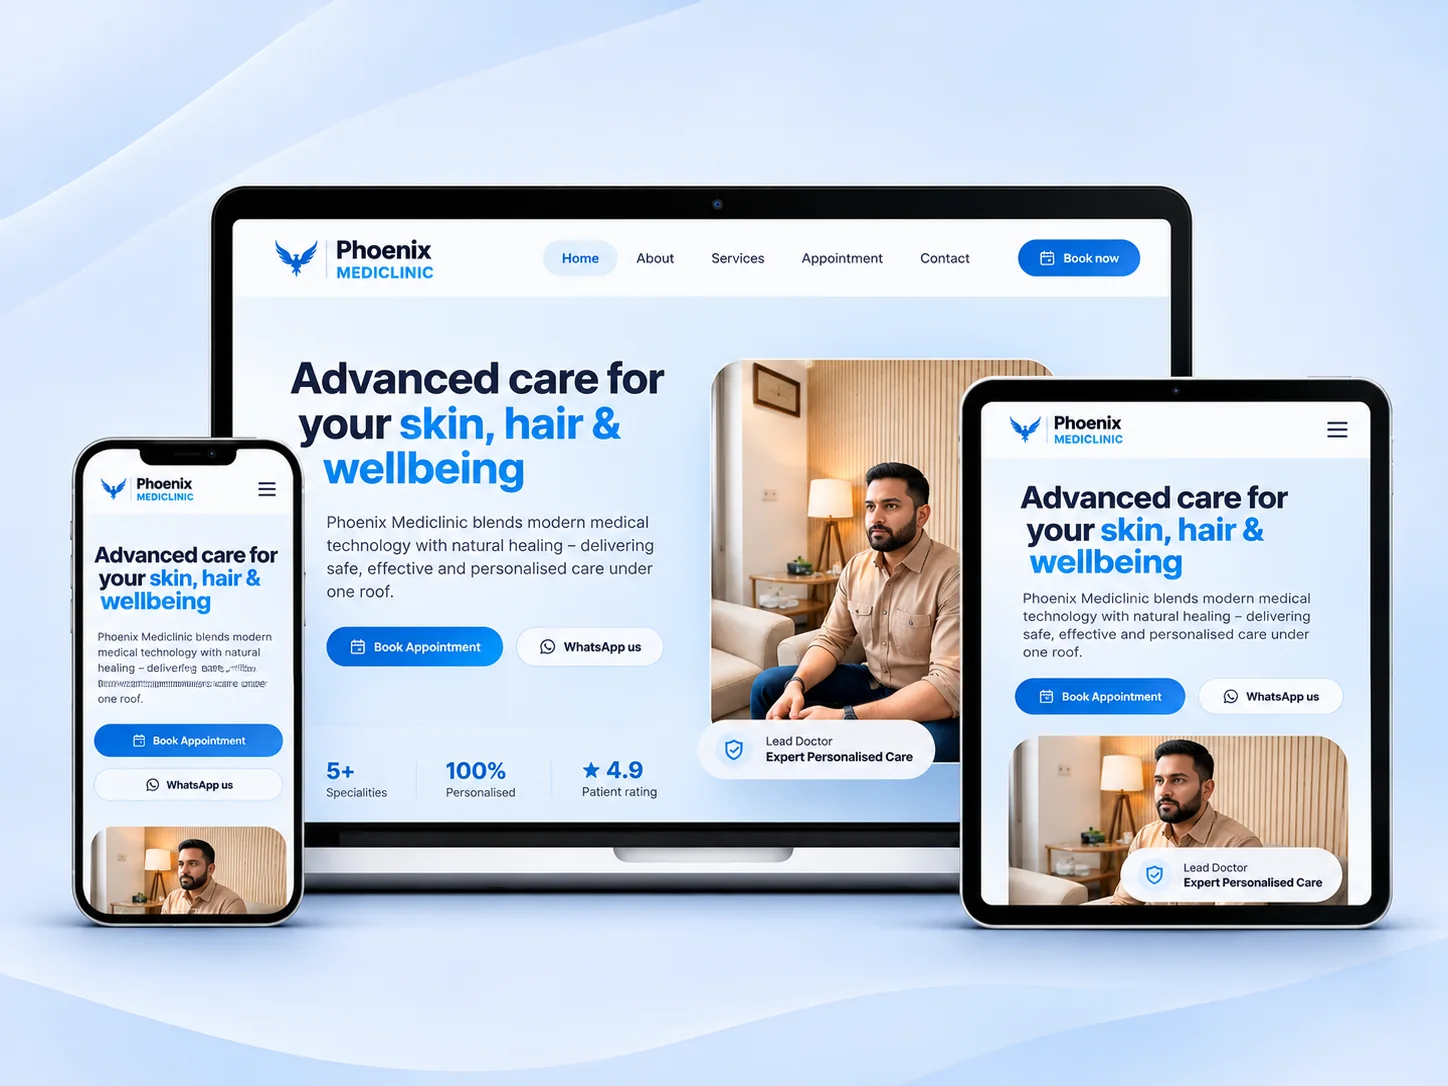 Phoenix
MEDICLINIC
Home
About
Services
Appointment
Contact
Book now
Advanced care for
your skin, hair &
wellbeing
Phoenix Mediclinic blends modern medical
technology with natural healing – delivering
safe, effective and personalised care under
one roof.
Book Appointment
WhatsApp us
5+
Specialities
100%
Personalised
★ 4.9
Patient rating
Lead Doctor
Expert Personalised Care
Phoenix
MEDICLINIC
Advanced care for
your skin, hair &
wellbeing
Phoenix Mediclinic blends modern
medical technology with natural
healing –
one roof.
Book Appointment
WhatsApp us
Phoenix
MEDICLINIC
Advanced care for
your skin, hair &
wellbeing
Phoenix Mediclinic blends modern medical
technology with natural healing – delivering
safe, effective and personalised care under
one roof.
Book Appointment
WhatsApp us
Lead Doctor
Expert Personalised Care